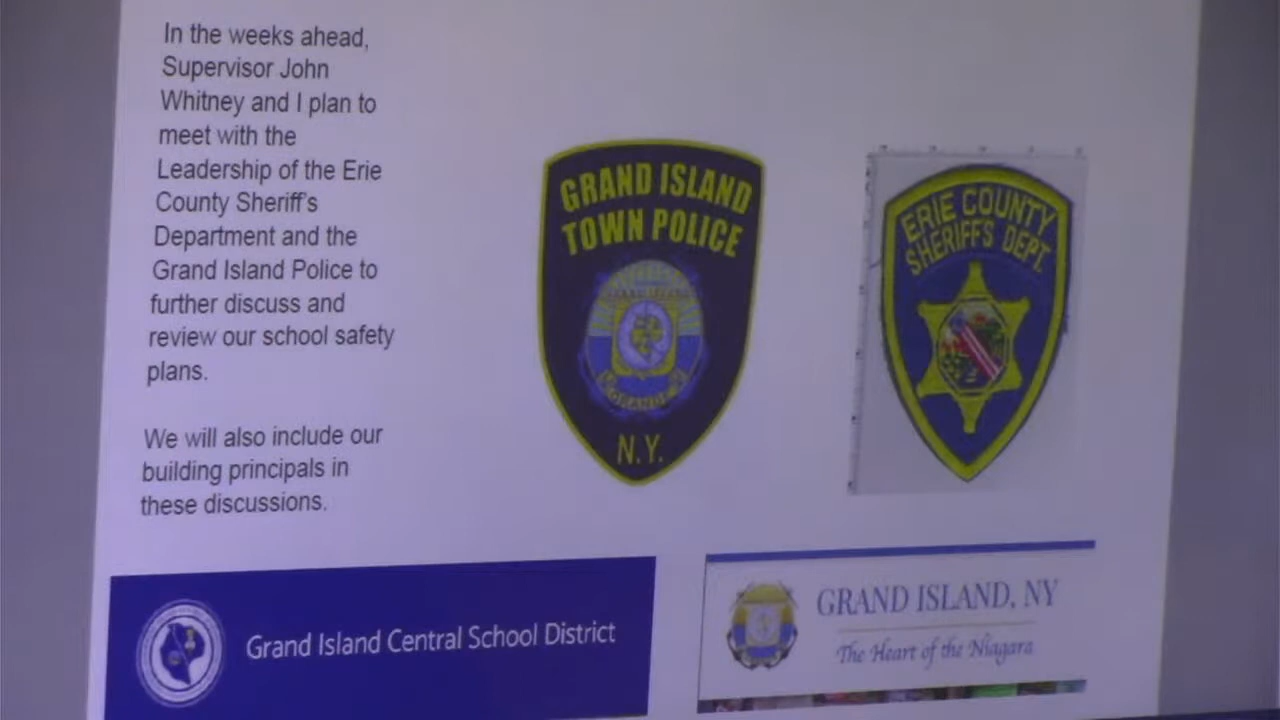 In the weeks ahead,
Supervisor John
Whitney and I plan to
meet with the
Leadership of the Erie
County Sheriff's
Department and the
Grand Island Police to
further discuss and
review our school safety
plans.
We will also include our
building principals in
these discussions.
GRAND ISLAND
TOWN POLICE
GRAND ISLAND
GRANDE
N.Y.
ERIE COUNTY
SHERIFF'S DEPT.
Grand Island Central School District
GRAND ISLAND, NY
The Heart of the Niagara